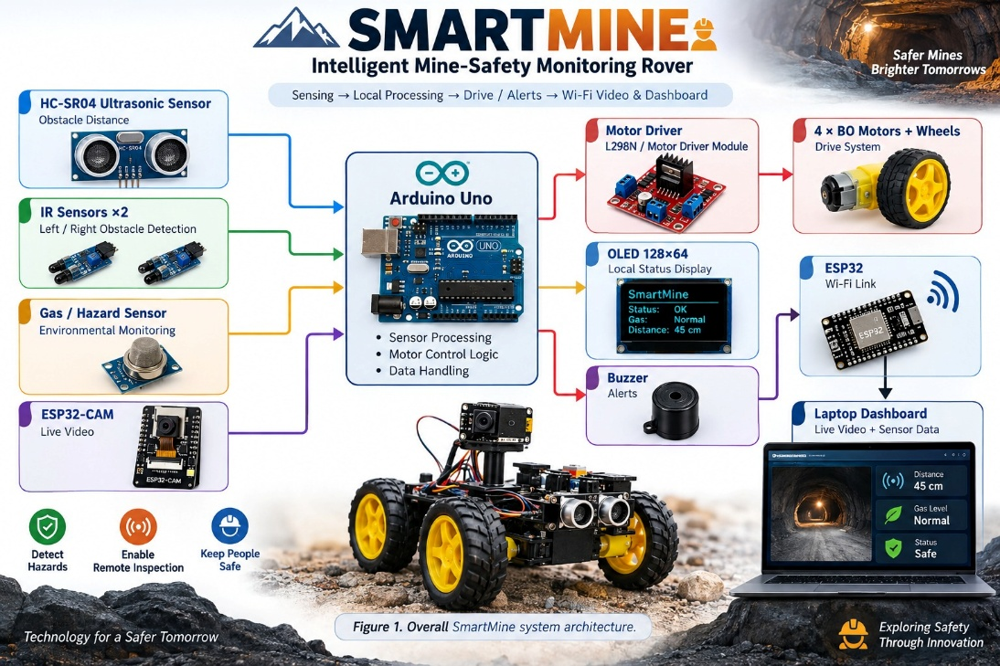 SMARTMINE
Intelligent Mine-Safety Monitoring Rover
Safer Mines
Brighter Tomorrows
Sensing → Local Processing → Drive / Alerts → Wi-Fi Video & Dashboard
HC-SR04 Ultrasonic Sensor
Obstacle Distance
HC-SR04
IR Sensors ×2
Left / Right Obstacle Detection
Gas / Hazard Sensor
Environmental Monitoring
ESP32-CAM
Live Video
ESP32-CAM
Arduino Uno
UNO
ARDUINO
• Sensor Processing
• Motor Control Logic
• Data Handling
Motor Driver
L298N / Motor Driver Module
4 × BO Motors + Wheels
Drive System
OLED 128×64
Local Status Display
SmartMine
Status: OK
Gas: Normal
Distance: 45 cm
ESP32
Wi-Fi Link
ESP32
Buzzer
Alerts
Laptop Dashboard
Live Video + Sensor Data
Distance
45 cm
Gas Level
Normal
Status
Safe
Detect
Hazards
Enable
Remote Inspection
Keep People
Safe
Technology for a Safer Tomorrow
Figure 1. Overall SmartMine system architecture.
Exploring Safety
Through Innovation